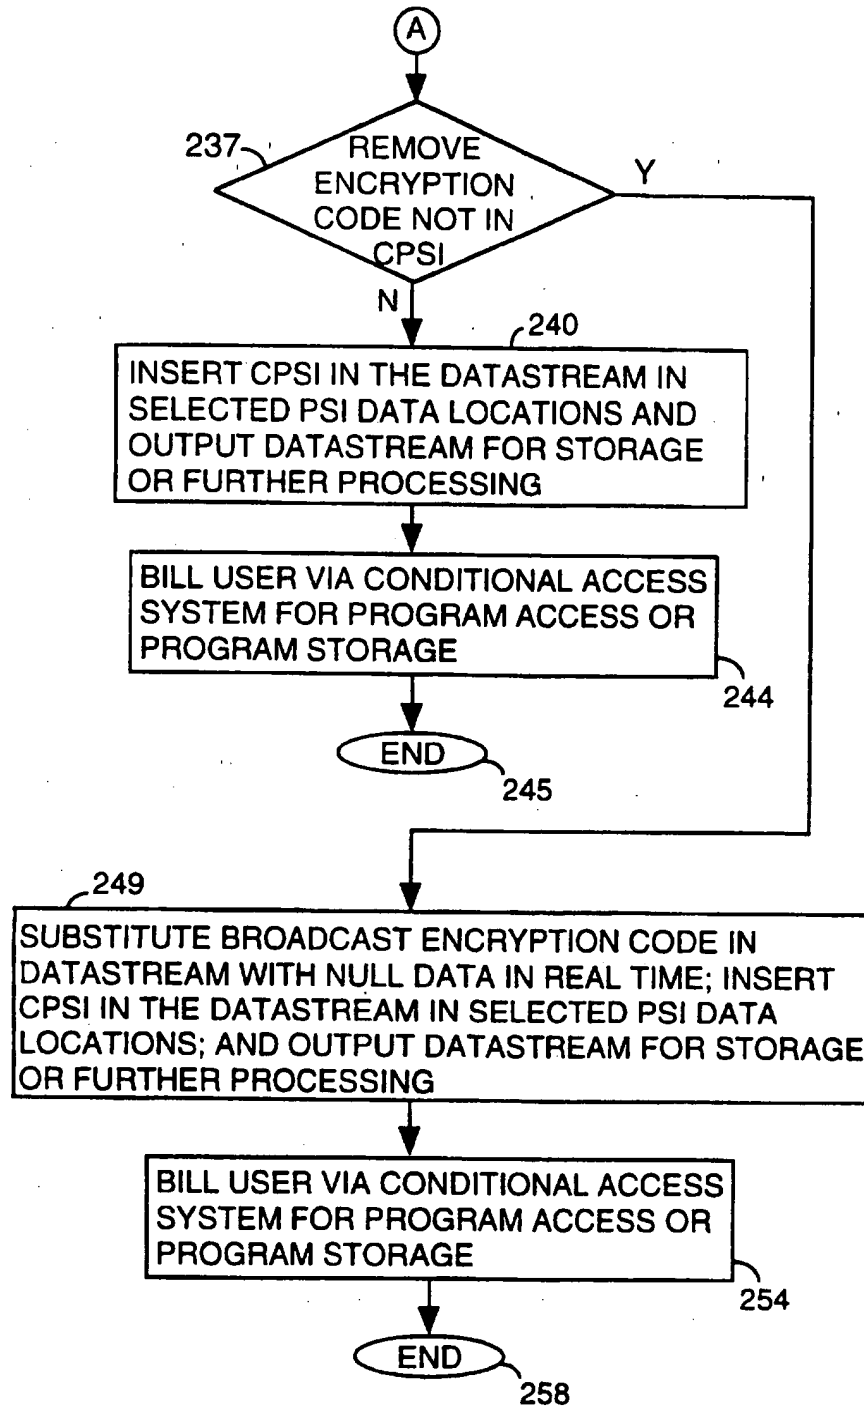 A
237
REMOVE
ENCRYPTION
CODE NOT IN
CPSI
Y
N
240
INSERT CPSI IN THE DATASTREAM IN
SELECTED PSI DATA LOCATIONS AND
OUTPUT DATASTREAM FOR STORAGE
OR FURTHER PROCESSING
BILL USER VIA CONDITIONAL ACCESS
SYSTEM FOR PROGRAM ACCESS OR
PROGRAM STORAGE
244
END
245
249
SUBSTITUTE BROADCAST ENCRYPTION CODE IN
DATASTREAM WITH NULL DATA IN REAL TIME; INSERT
CPSI IN THE DATASTREAM IN SELECTED PSI DATA
LOCATIONS; AND OUTPUT DATASTREAM FOR STORAGE
OR FURTHER PROCESSING
BILL USER VIA CONDITIONAL ACCESS
SYSTEM FOR PROGRAM ACCESS OR
PROGRAM STORAGE
254
END
258